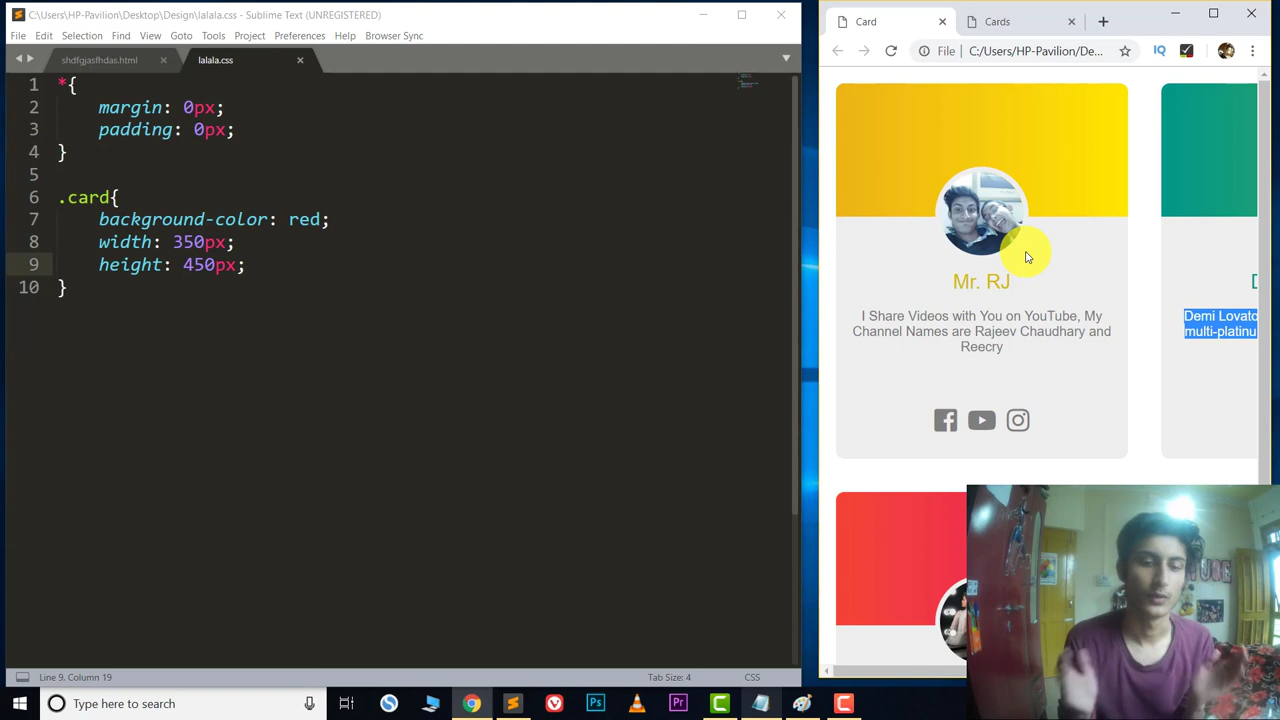 C:\Users\HP-Pavilion\Desktop\Design\lalala.css - Sublime Text (UNREGISTERED)
File Edit Selection Find View Goto Tools Project Preferences Help Browser Sync
shdfgjasfhdas.html lalala.css
1 *{
2 margin: 0px;
3 padding: 0px;
4 }
5
6 .card{
7 background-color: red;
8 width: 350px;
9 height: 450px;
10 }
Line 9, Column 19 Tab Size: 4 CSS
Card Cards
File C:/Users/HP-Pavilion/De...
IQ
Mr. RJ
I Share Videos with You on YouTube, My
Channel Names are Rajeev Chaudhary and
Reecry
Demi Lovato
multi-platinu
Type here to search
Ps
Pr